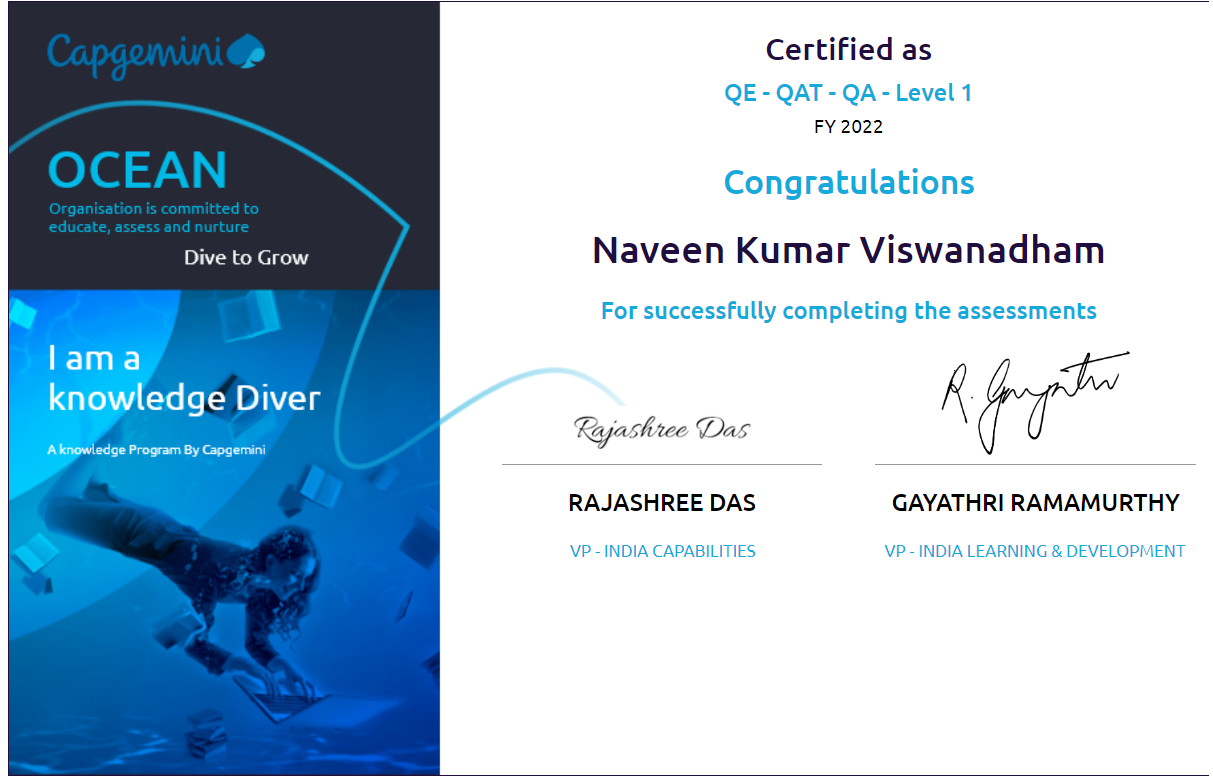 Capgemini
OCEAN
Organisation is committed to
educate, assess and nurture
Dive to Grow
I am a
knowledge Diver
A knowledge Program By Capgemini
Certified as
QE - QAT - QA - Level 1
FY 2022
Congratulations
Naveen Kumar Viswanadham
For successfully completing the assessments
Rajashree Das
R. Gayatri
RAJASHREE DAS
GAYATHRI RAMAMURTHY
VP - INDIA CAPABILITIES
VP - INDIA LEARNING & DEVELOPMENT